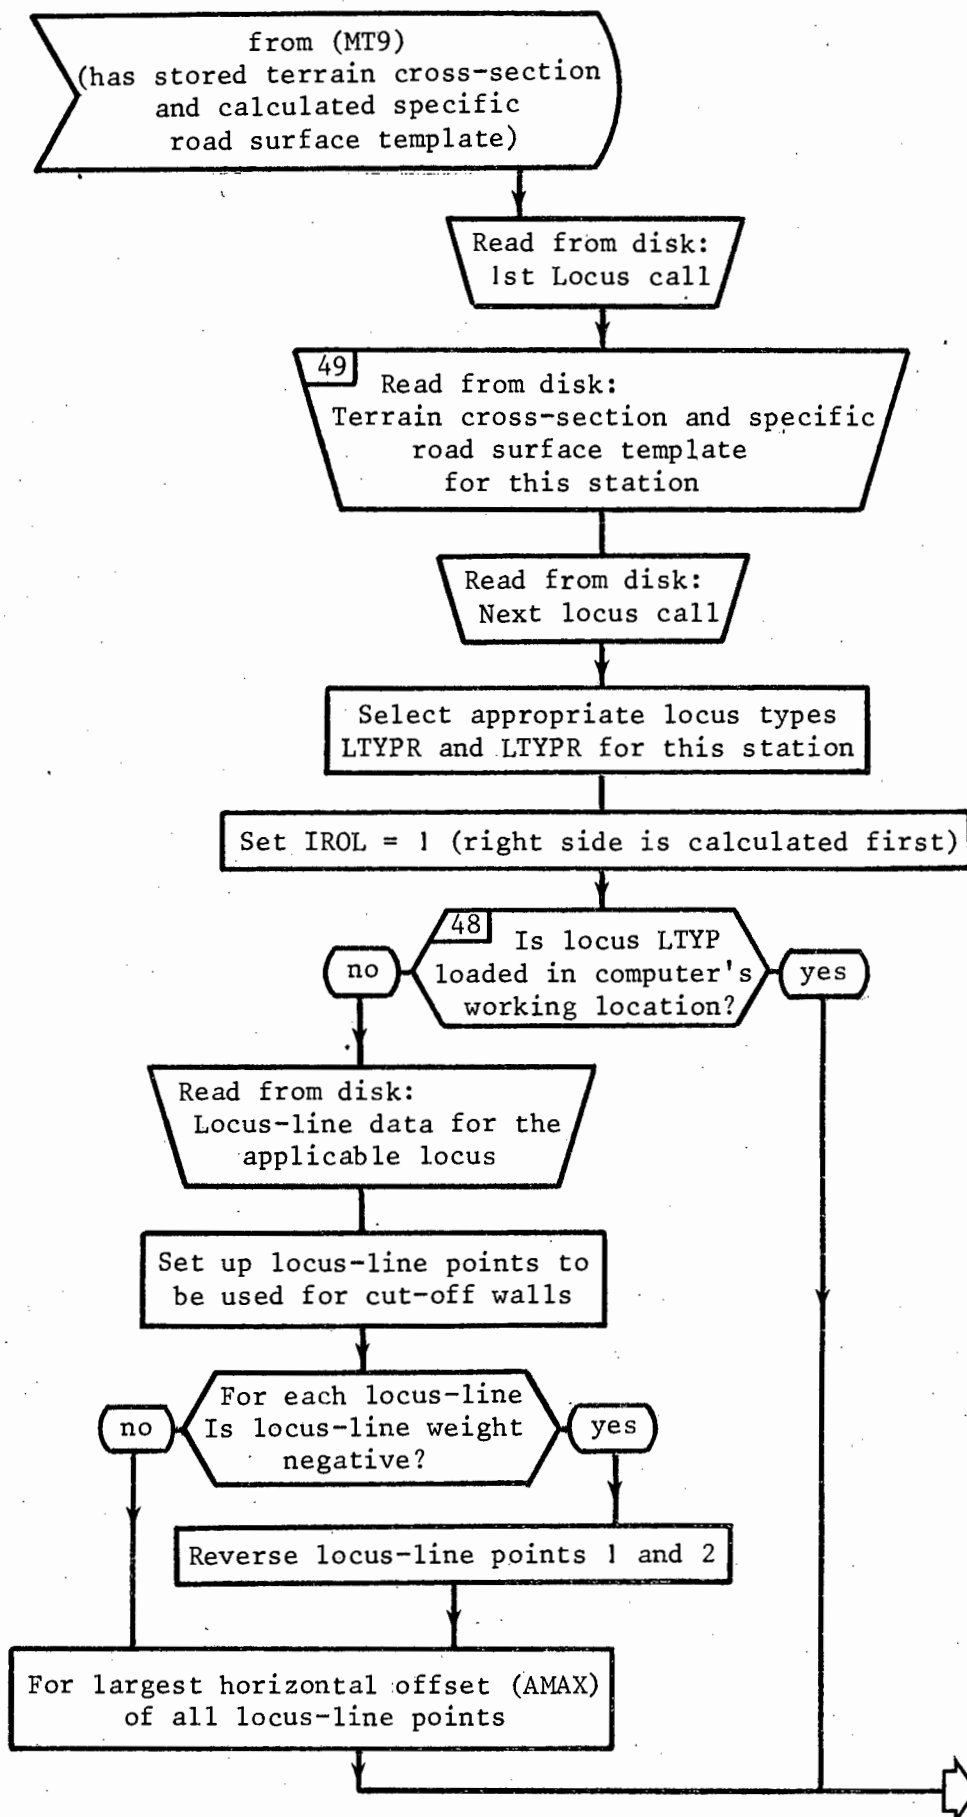 from (MT9)
(has stored terrain cross-section
and calculated specific
road surface template)
Read from disk:
1st Locus call
49
Read from disk:
Terrain cross-section and specific
road surface template
for this station
Read from disk:
Next locus call
Select appropriate locus types
LTYPR and LTYPR for this station
Set IROL = 1 (right side is calculated first)
48
Is locus LTYP
loaded in computer's
working location?
no
yes
Read from disk:
Locus-line data for the
applicable locus
Set up locus-line points to
be used for cut-off walls
For each locus-line
Is locus-line weight
negative?
no
yes
Reverse locus-line points 1 and 2
For largest horizontal offset (AMAX)
of all locus-line points